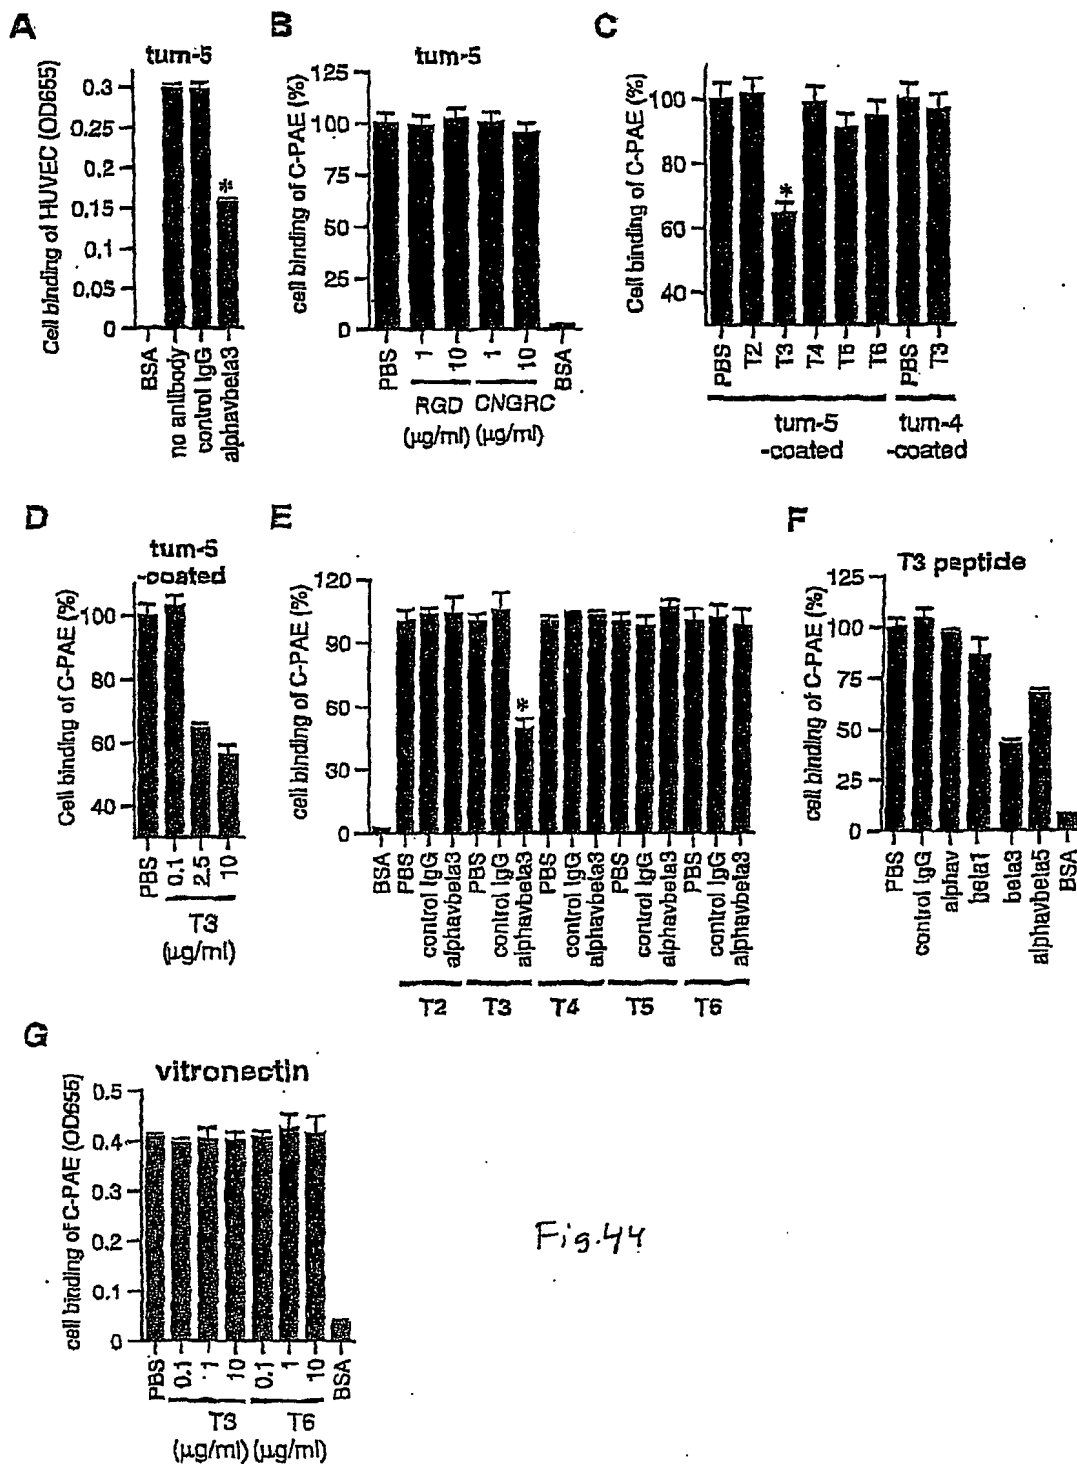 A
tum-5
Cell binding of HUVEC (OD655)
0.3
0.25
0.2
0.15
0.1
0.05
0
*
BSA
no antibody
control IgG
alphavbeta3
B
tum-5
cell binding of C-PAE (%)
125
100
75
50
25
0
PBS
1
10
1
10
BSA
RGD CNGRC
(µg/ml) (µg/ml)
C
Cell binding of C-PAE (%)
100
80
60
40
*
PBS
T2
T3
T4
T5
T6
PBS
T3
tum-5
-coated
tum-4
-coated
D
tum-5
-coated
Cell binding of C-PAE (%)
100
80
60
40
PBS
0.1
2.5
10
T3
(µg/ml)
E
cell binding of C-PAE (%)
120
90
60
30
0
*
BSA
PBS
control IgG
alphavbeta3
PBS
control IgG
alphavbeta3
PBS
control IgG
alphavbeta3
PBS
control IgG
alphavbeta3
PBS
control IgG
alphavbeta3
T2 T3 T4 T5 T6
F
T3 peptide
cell binding of C-PAE (%)
125
100
75
50
25
0
PBS
control IgG
alphav
beta1
beta3
alphavbeta5
BSA
G
vitronectin
cell binding of C-PAE (OD655)
0.5
0.4
0.3
0.2
0.1
0
PBS
0.1
1
10
0.1
1
10
BSA
T3 T6
(µg/ml) (µg/ml)
Fig.44